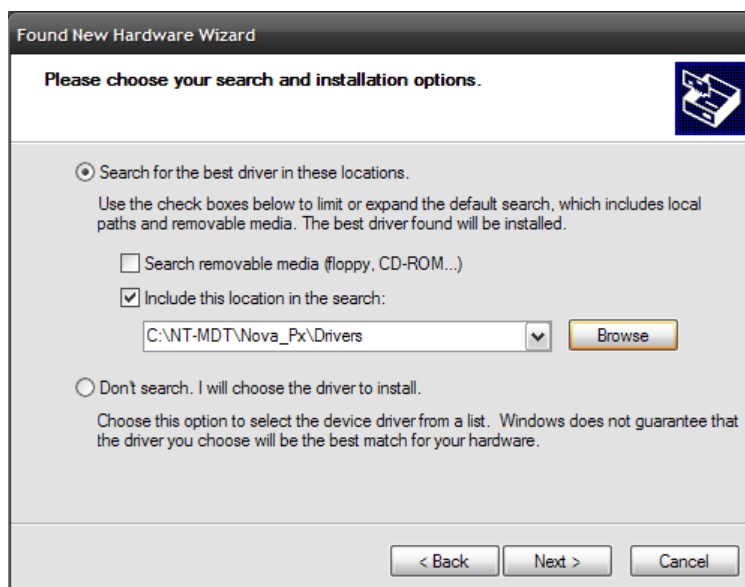 Found New Hardware Wizard
Please choose your search and installation options.
Search for the best driver in these locations.
Use the check boxes below to limit or expand the default search, which includes local
paths and removable media. The best driver found will be installed.
Search removable media (floppy, CD-ROM...)
Include this location in the search:
C:\NT-MDT\Nova_Px\Drivers
Browse
Don't search. I will choose the driver to install.
Choose this option to select the device driver from a list. Windows does not guarantee that
the driver you choose will be the best match for your hardware.
< Back Next > Cancel